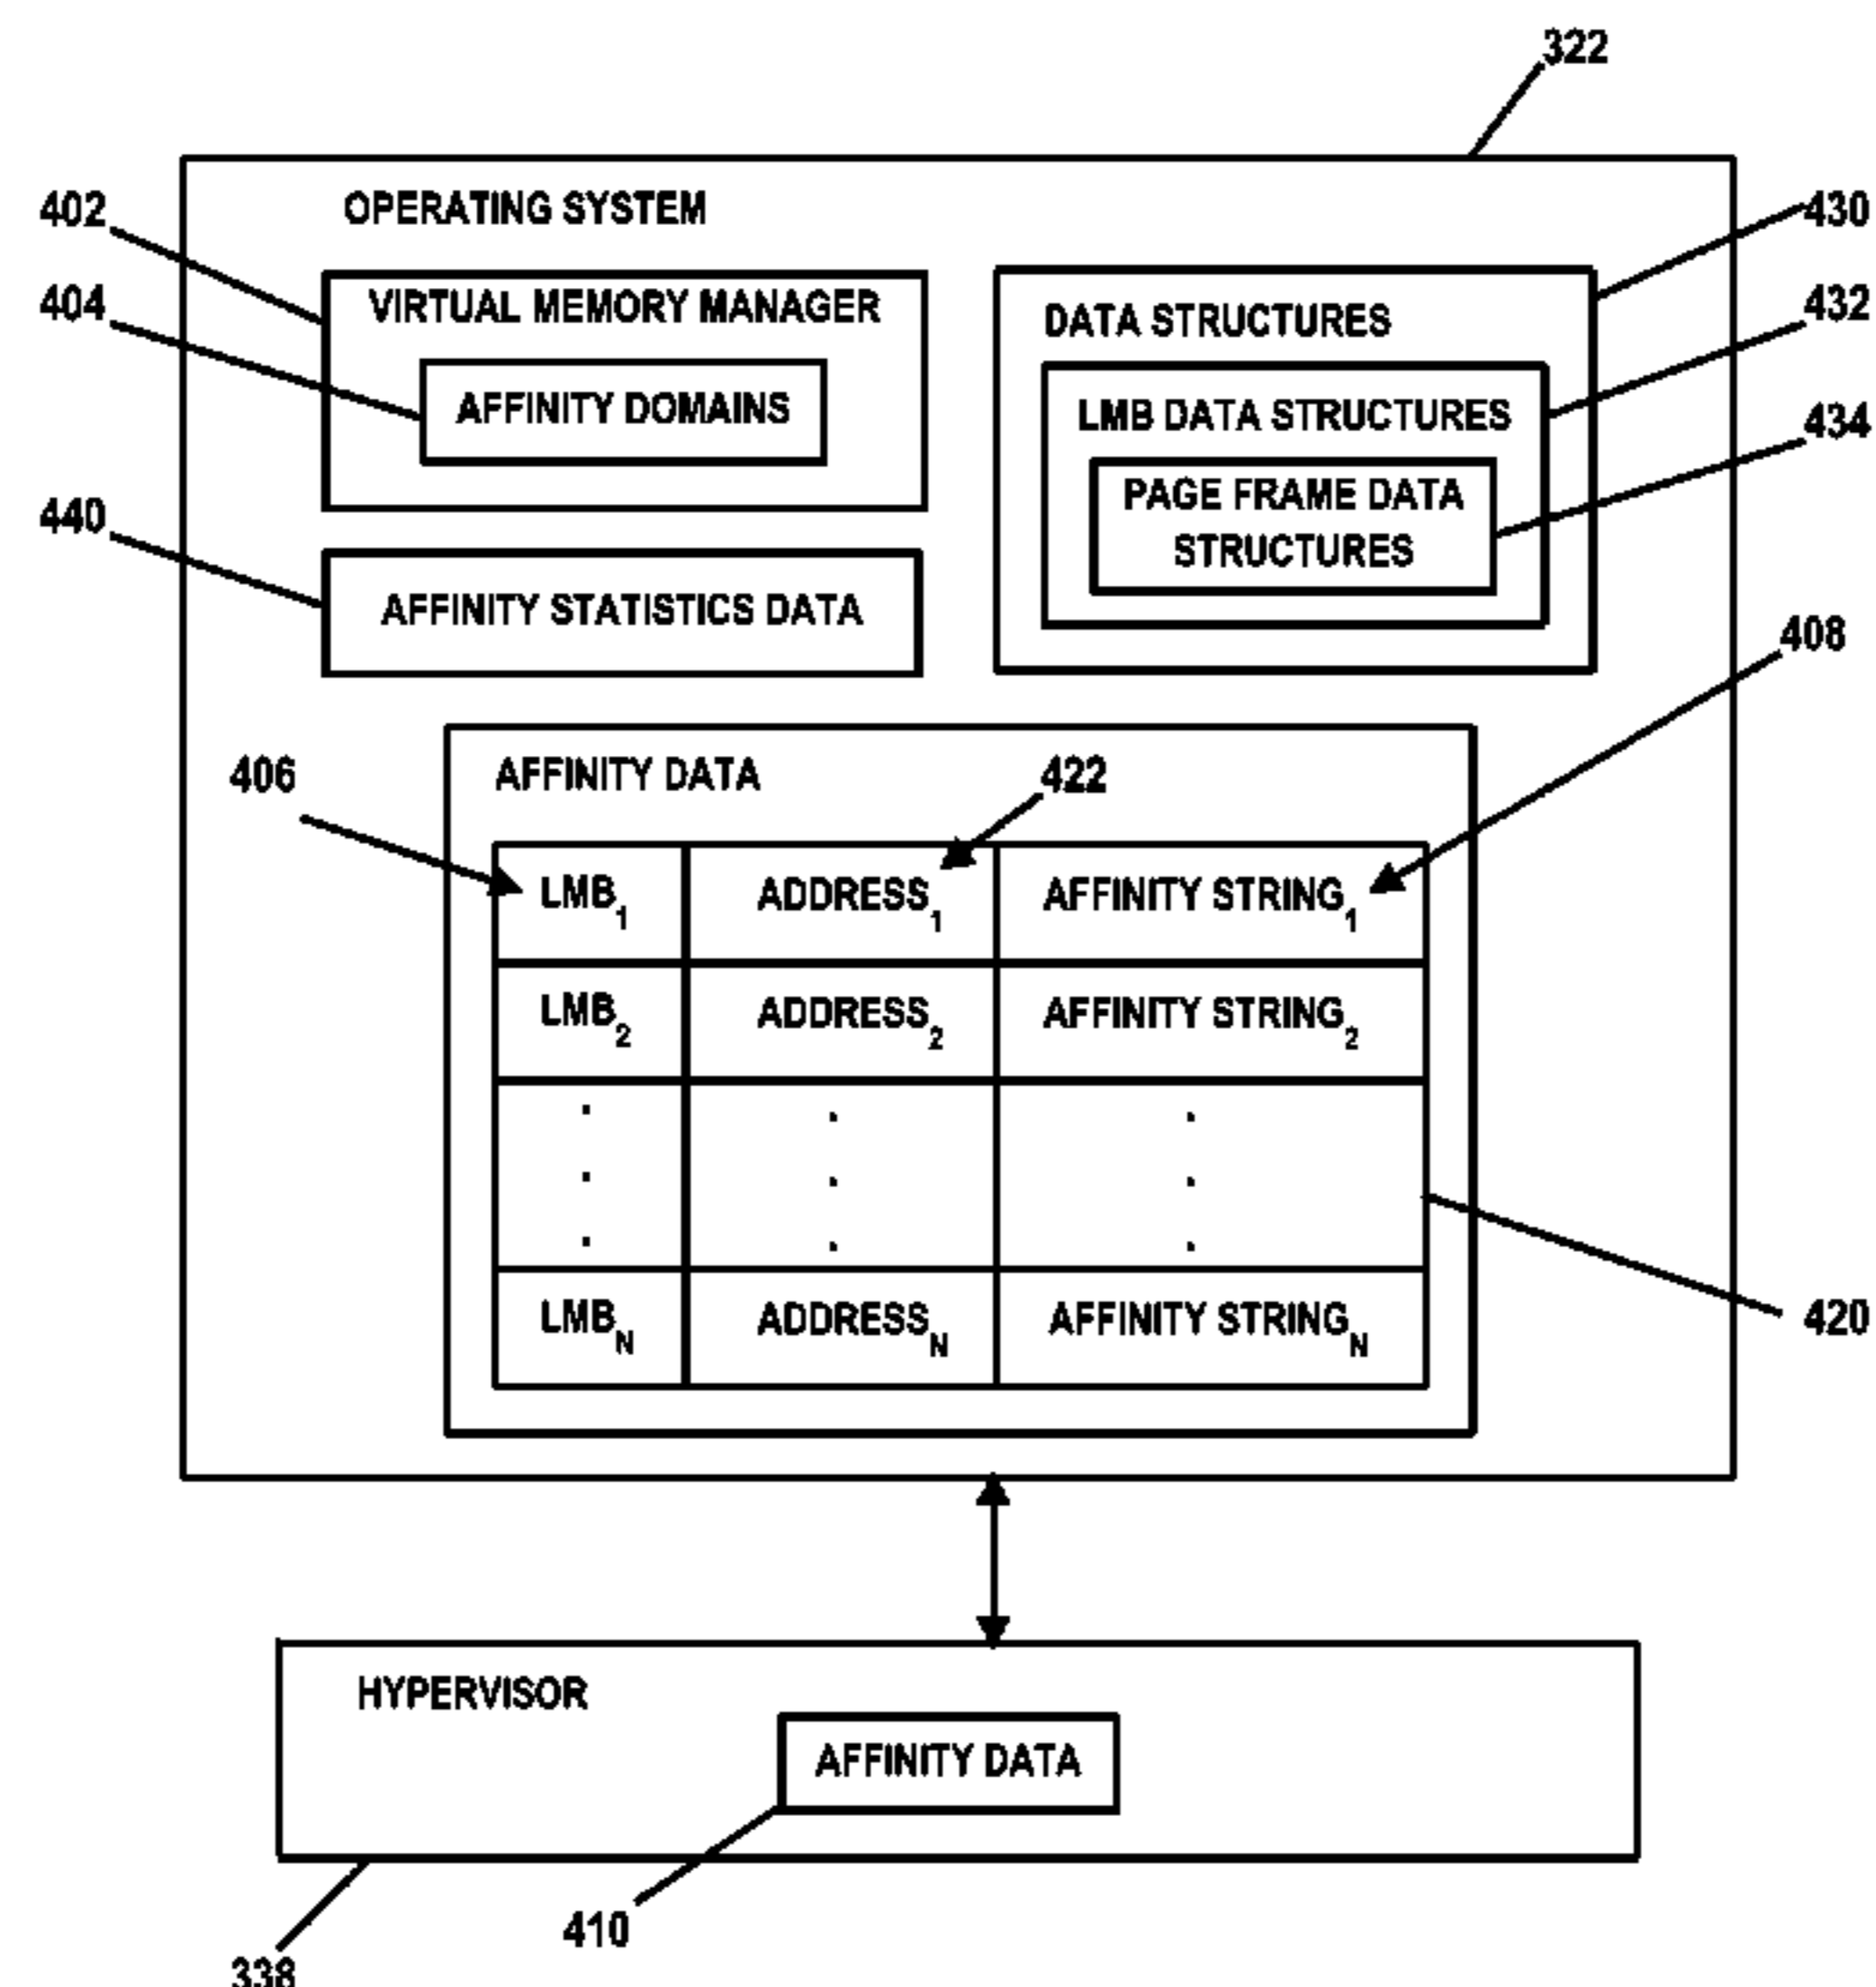 322
OPERATING SYSTEM
402
430
404
VIRTUAL MEMORY MANAGER
432
DATA STRUCTURES
AFFINITY DOMAINS
LMB DATA STRUCTURES
434
440
PAGE FRAME DATA
STRUCTURES
AFFINITY STATISTICS DATA
408
406
AFFINITY DATA
422
LMB1 ADDRESS1 AFFINITY STRING1
LMB2 ADDRESS2 AFFINITY STRING2
. . .
. . .
. . .
LMBN ADDRESSN AFFINITY STRINGN
420
HYPERVISOR
AFFINITY DATA
410
338